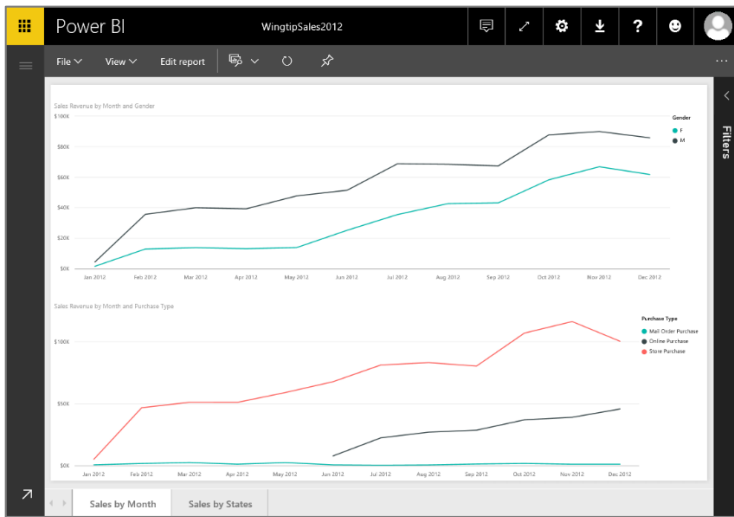 Power BI
WingtipSales2012
?
File
View
Edit report
...
Filters
Sales Revenue by Month and Gender
$100K
$80K
$60K
$40K
$20K
$0K
Jan 2012 Feb 2012 Mar 2012 Apr 2012 May 2012 Jun 2012 Jul 2012 Aug 2012 Sep 2012 Oct 2012 Nov 2012 Dec 2012
Gender
F
M
Sales Revenue by Month and Purchase Type
$100K
$50K
$0K
Jan 2012 Feb 2012 Mar 2012 Apr 2012 May 2012 Jun 2012 Jul 2012 Aug 2012 Sep 2012 Oct 2012 Nov 2012 Dec 2012
Purchase Type
Mail Order Purchase
Online Purchase
Store Purchase
Sales by Month
Sales by States